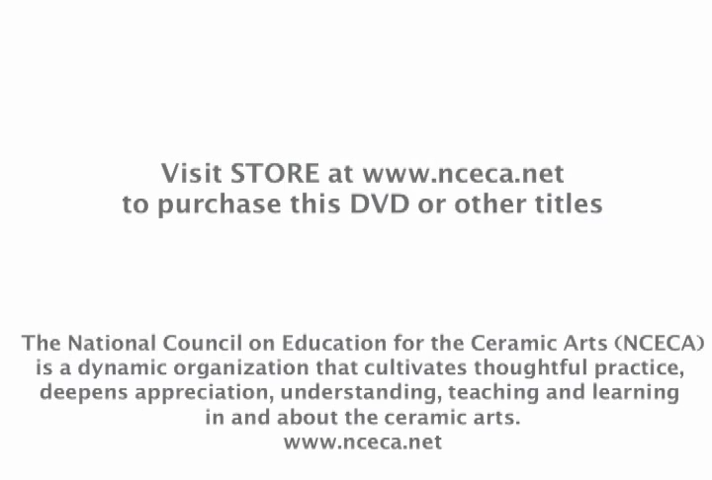 Visit STORE at www.nceca.net
to purchase this DVD or other titles
The National Council on Education for the Ceramic Arts (NCECA)
is a dynamic organization that cultivates thoughtful practice,
deepens appreciation, understanding, teaching and learning
in and about the ceramic arts.
www.nceca.net